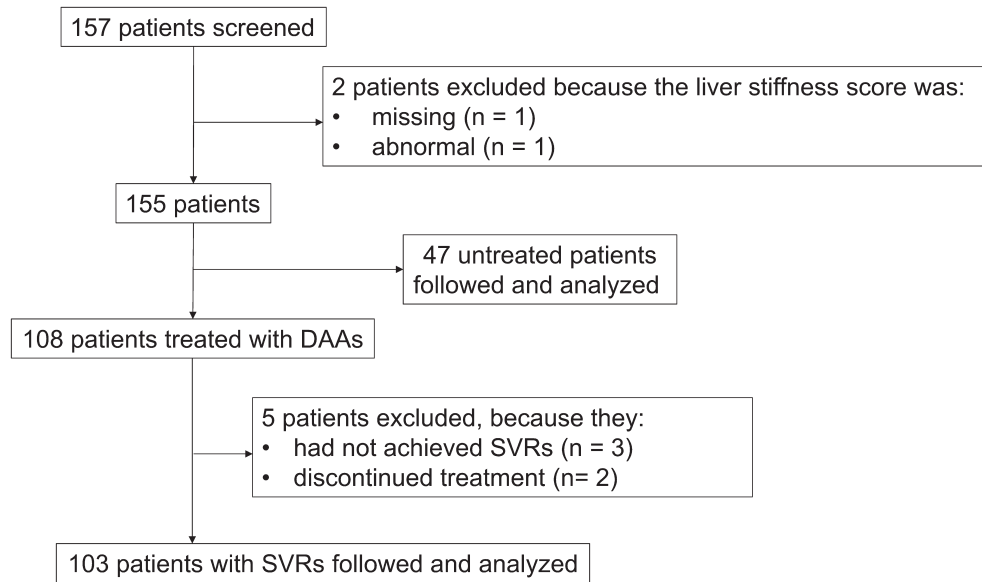 157 patients screened
2 patients excluded because the liver stiffness score was:
• missing (n = 1)
• abnormal (n = 1)
155 patients
47 untreated patients
followed and analyzed
108 patients treated with DAAs
5 patients excluded, because they:
• had not achieved SVRs (n = 3)
• discontinued treatment (n= 2)
103 patients with SVRs followed and analyzed